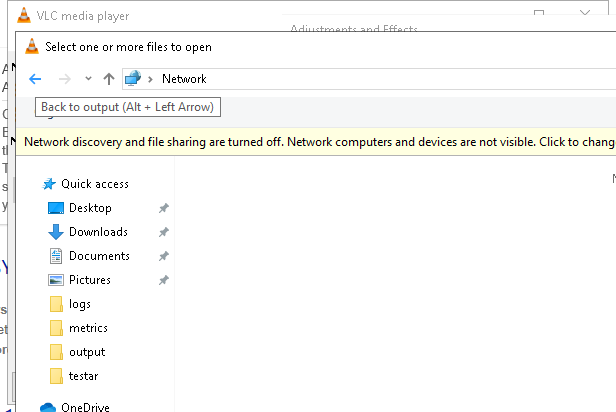 VLC media player
Adjustments and Effects
Select one or more files to open
Network
Back to output (Alt + Left Arrow)
Network discovery and file sharing are turned off. Network computers and devices are not visible. Click to chang
Quick access
Desktop
Downloads
Documents
Pictures
logs
metrics
output
testar
OneDrive